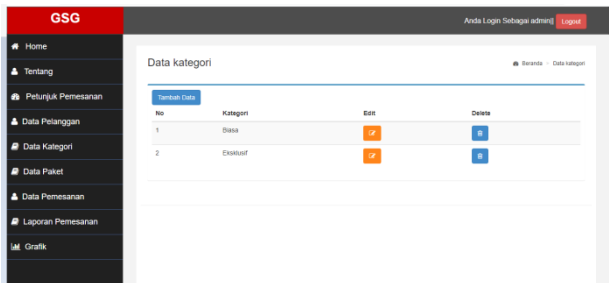 GSG
Anda Login Sebagai admin|| Logout
Home
Tentang
Petunjuk Pemesanan
Data Pelanggan
Data Kategori
Data Paket
Data Pemesanan
Laporan Pemesanan
Grafik
Data kategori
Beranda > Data kategori
Tambah Data
No Kategori Edit Delete
1 Biasa
2 Eksklusif